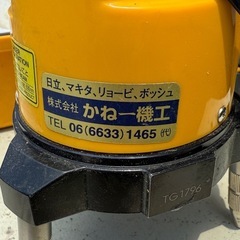 日立、マキタ、リョービ、ボッシュ
株式会社 かねー機工
TEL 06(6633)1465(代)
TG1796